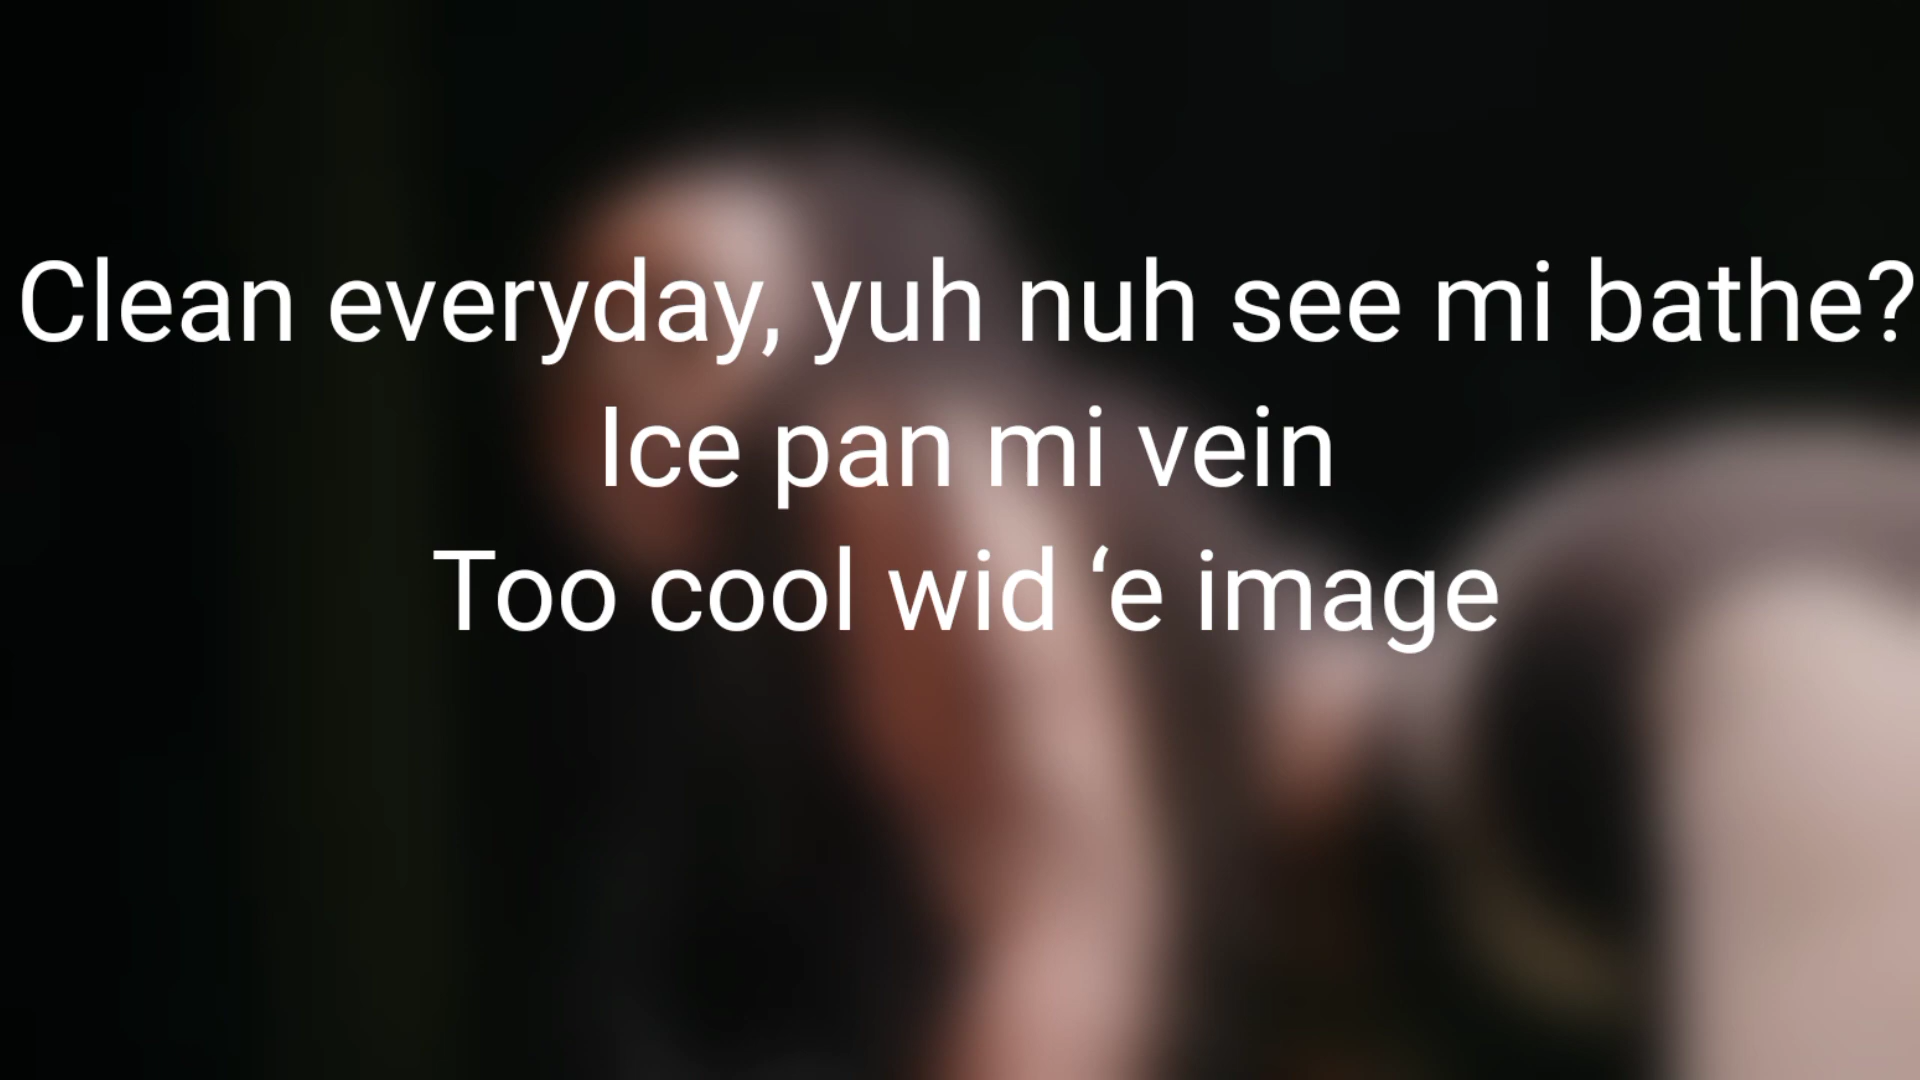 Clean everyday, yuh nuh see mi bathe?
Ice pan mi vein
Too cool wid ‘e image